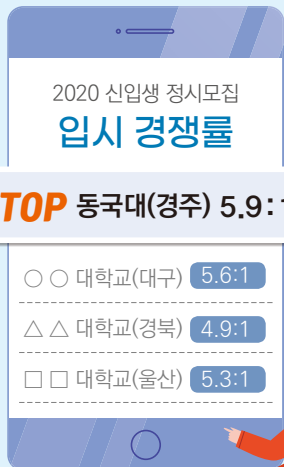 2020 신입생 정시모집
입시 경쟁률
TOP 동국대(경주) 5.9:1
○ ○ 대학교(대구) 5.6:1
△ △ 대학교(경북) 4.9:1
□ □ 대학교(울산) 5.3:1